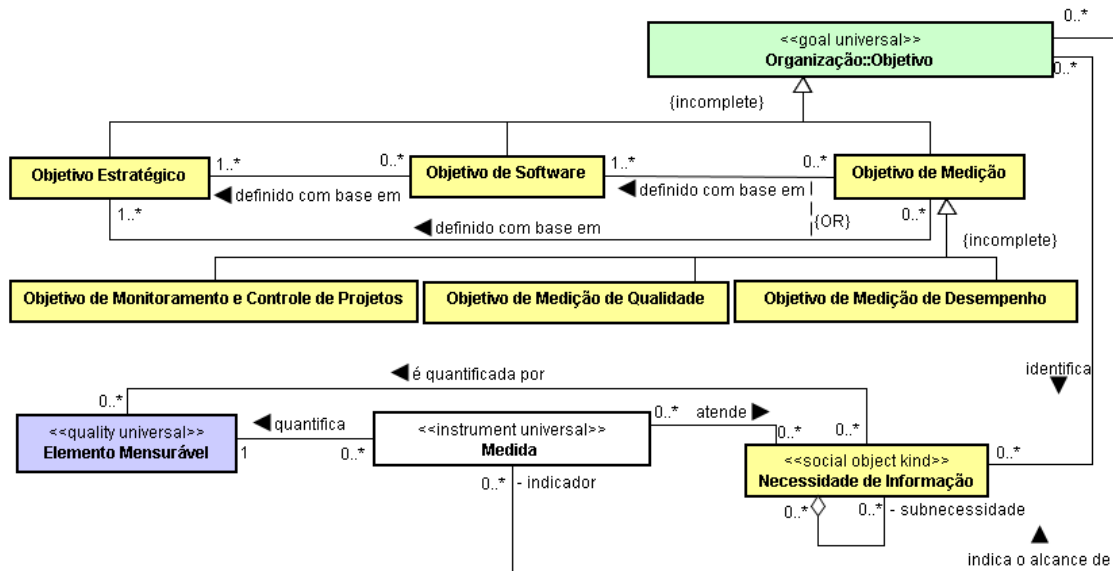 0..*
<<goal universal>>
Organização::Objetivo
0..*
0..*
{incomplete}
Objetivo Estratégico
1..*
0..*
Objetivo de Software
1..*
0..*
Objetivo de Medição
definido com base em
definido com base em
1..*
0..*
{OR}
definido com base em
{incomplete}
Objetivo de Monitoramento e Controle de Projetos
Objetivo de Medição de Qualidade
Objetivo de Medição de Desempenho
identifica
é quantificada por
0..*
0..*
<<quality universal>>
Elemento Mensurável
quantifica
1
0..*
<<instrument universal>>
Medida
0..*
atende
0..*
0..*
<<social object kind>>
Necessidade de Informação
0..*
0..*
- indicador
0..*
0..*
- subnecessidade
indica o alcance de